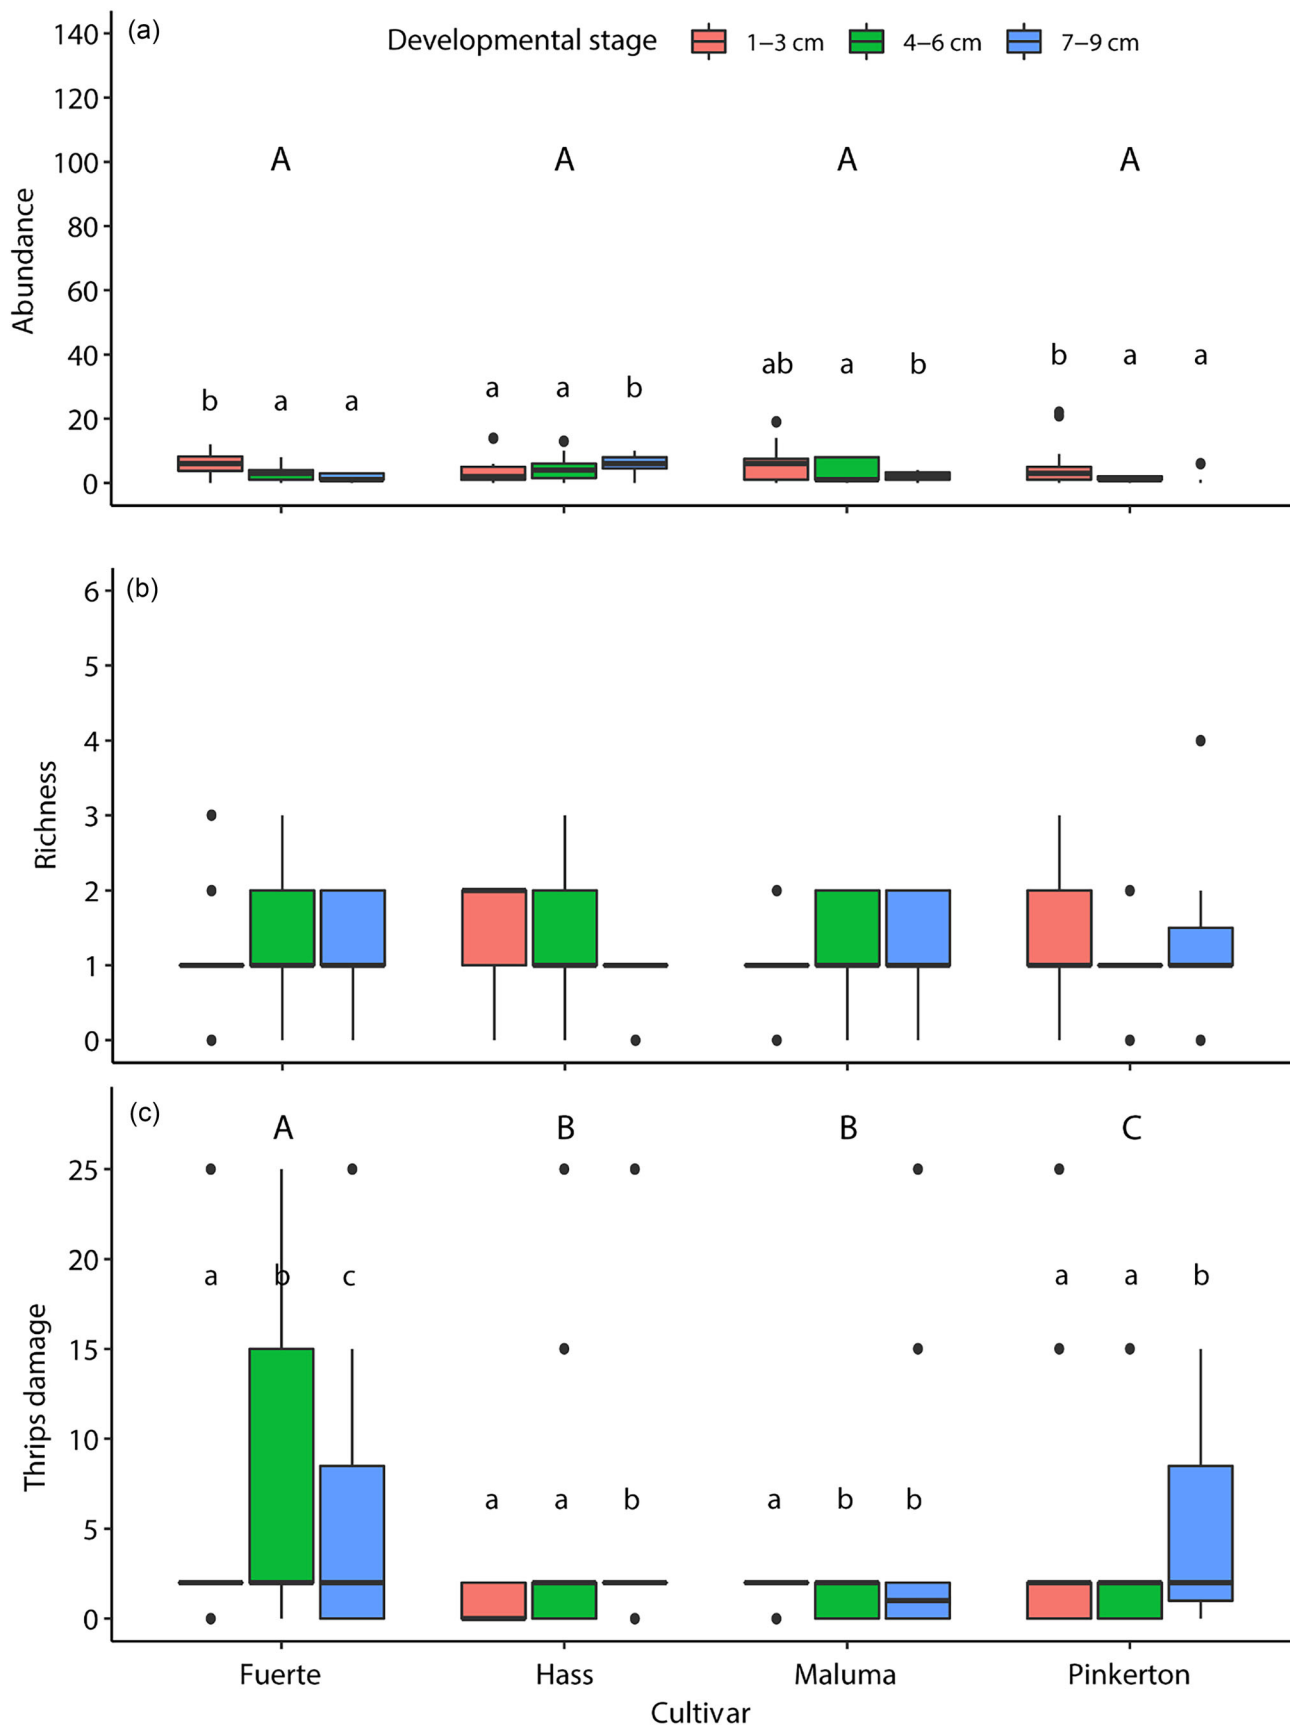 (a)
Developmental stage 1–3 cm 4–6 cm 7–9 cm
Abundance
140
120
100
80
60
40
20
0
A A A A
b a a a a b ab a b b a a
(b)
Richness
6
5
4
3
2
1
0
(c)
Thrips damage
25
20
15
10
5
0
A B B C
a b c a a b a b b a a b
Fuerte Hass Maluma Pinkerton
Cultivar